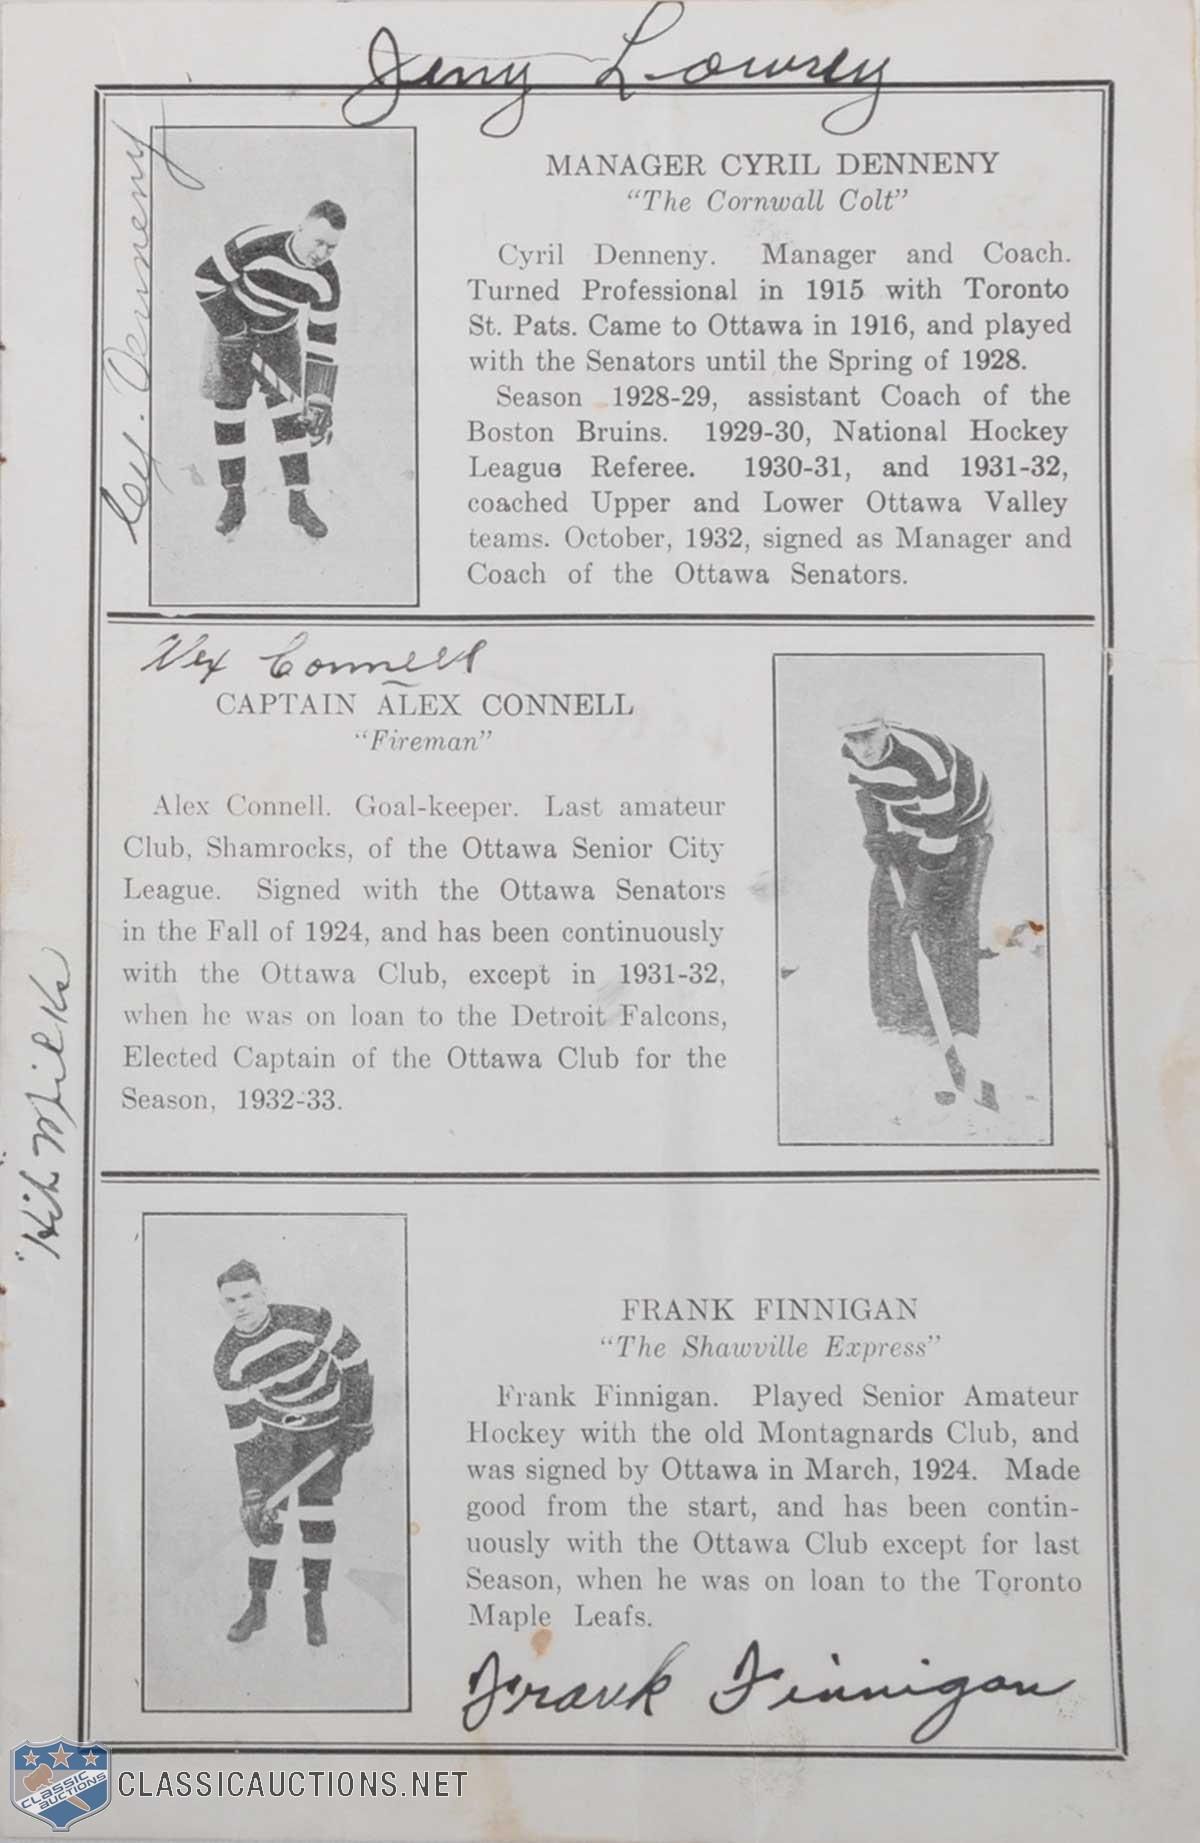 Jerry Lowrey
Cy. Denneny
MANAGER CYRIL DENNENY
"The Cornwall Colt"
Cyril Denneny. Manager and Coach.
Turned Professional in 1915 with Toronto
St. Pats. Came to Ottawa in 1916, and played
with the Senators until the Spring of 1928.
Season 1928-29, assistant Coach of the
Boston Bruins. 1929-30, National Hockey
League Referee. 1930-31, and 1931-32,
coached Upper and Lower Ottawa Valley
teams. October, 1932, signed as Manager and
Coach of the Ottawa Senators.
Connell
CAPTAIN ALEX CONNELL
"Fireman"
Alex Connell. Goal-keeper. Last amateur
Club, Shamrocks, of the Ottawa Senior City
League. Signed with the Ottawa Senators
in the Fall of 1924, and has been continuously
with the Ottawa Club, except in 1931-32,
when he was on loan to the Detroit Falcons,
Elected Captain of the Ottawa Club for the
Season, 1932-33.
FRANK FINNIGAN
"The Shawville Express"
Frank Finnigan. Played Senior Amateur
Hockey with the old Montagnards Club, and
was signed by Ottawa in March, 1924. Made
good from the start, and has been contin-
uously with the Ottawa Club except for last
Season, when he was on loan to the Toronto
Maple Leafs.
Frank Finnigan
CLASSIC
AUCTIONS
CLASSICAUCTIONS.NET